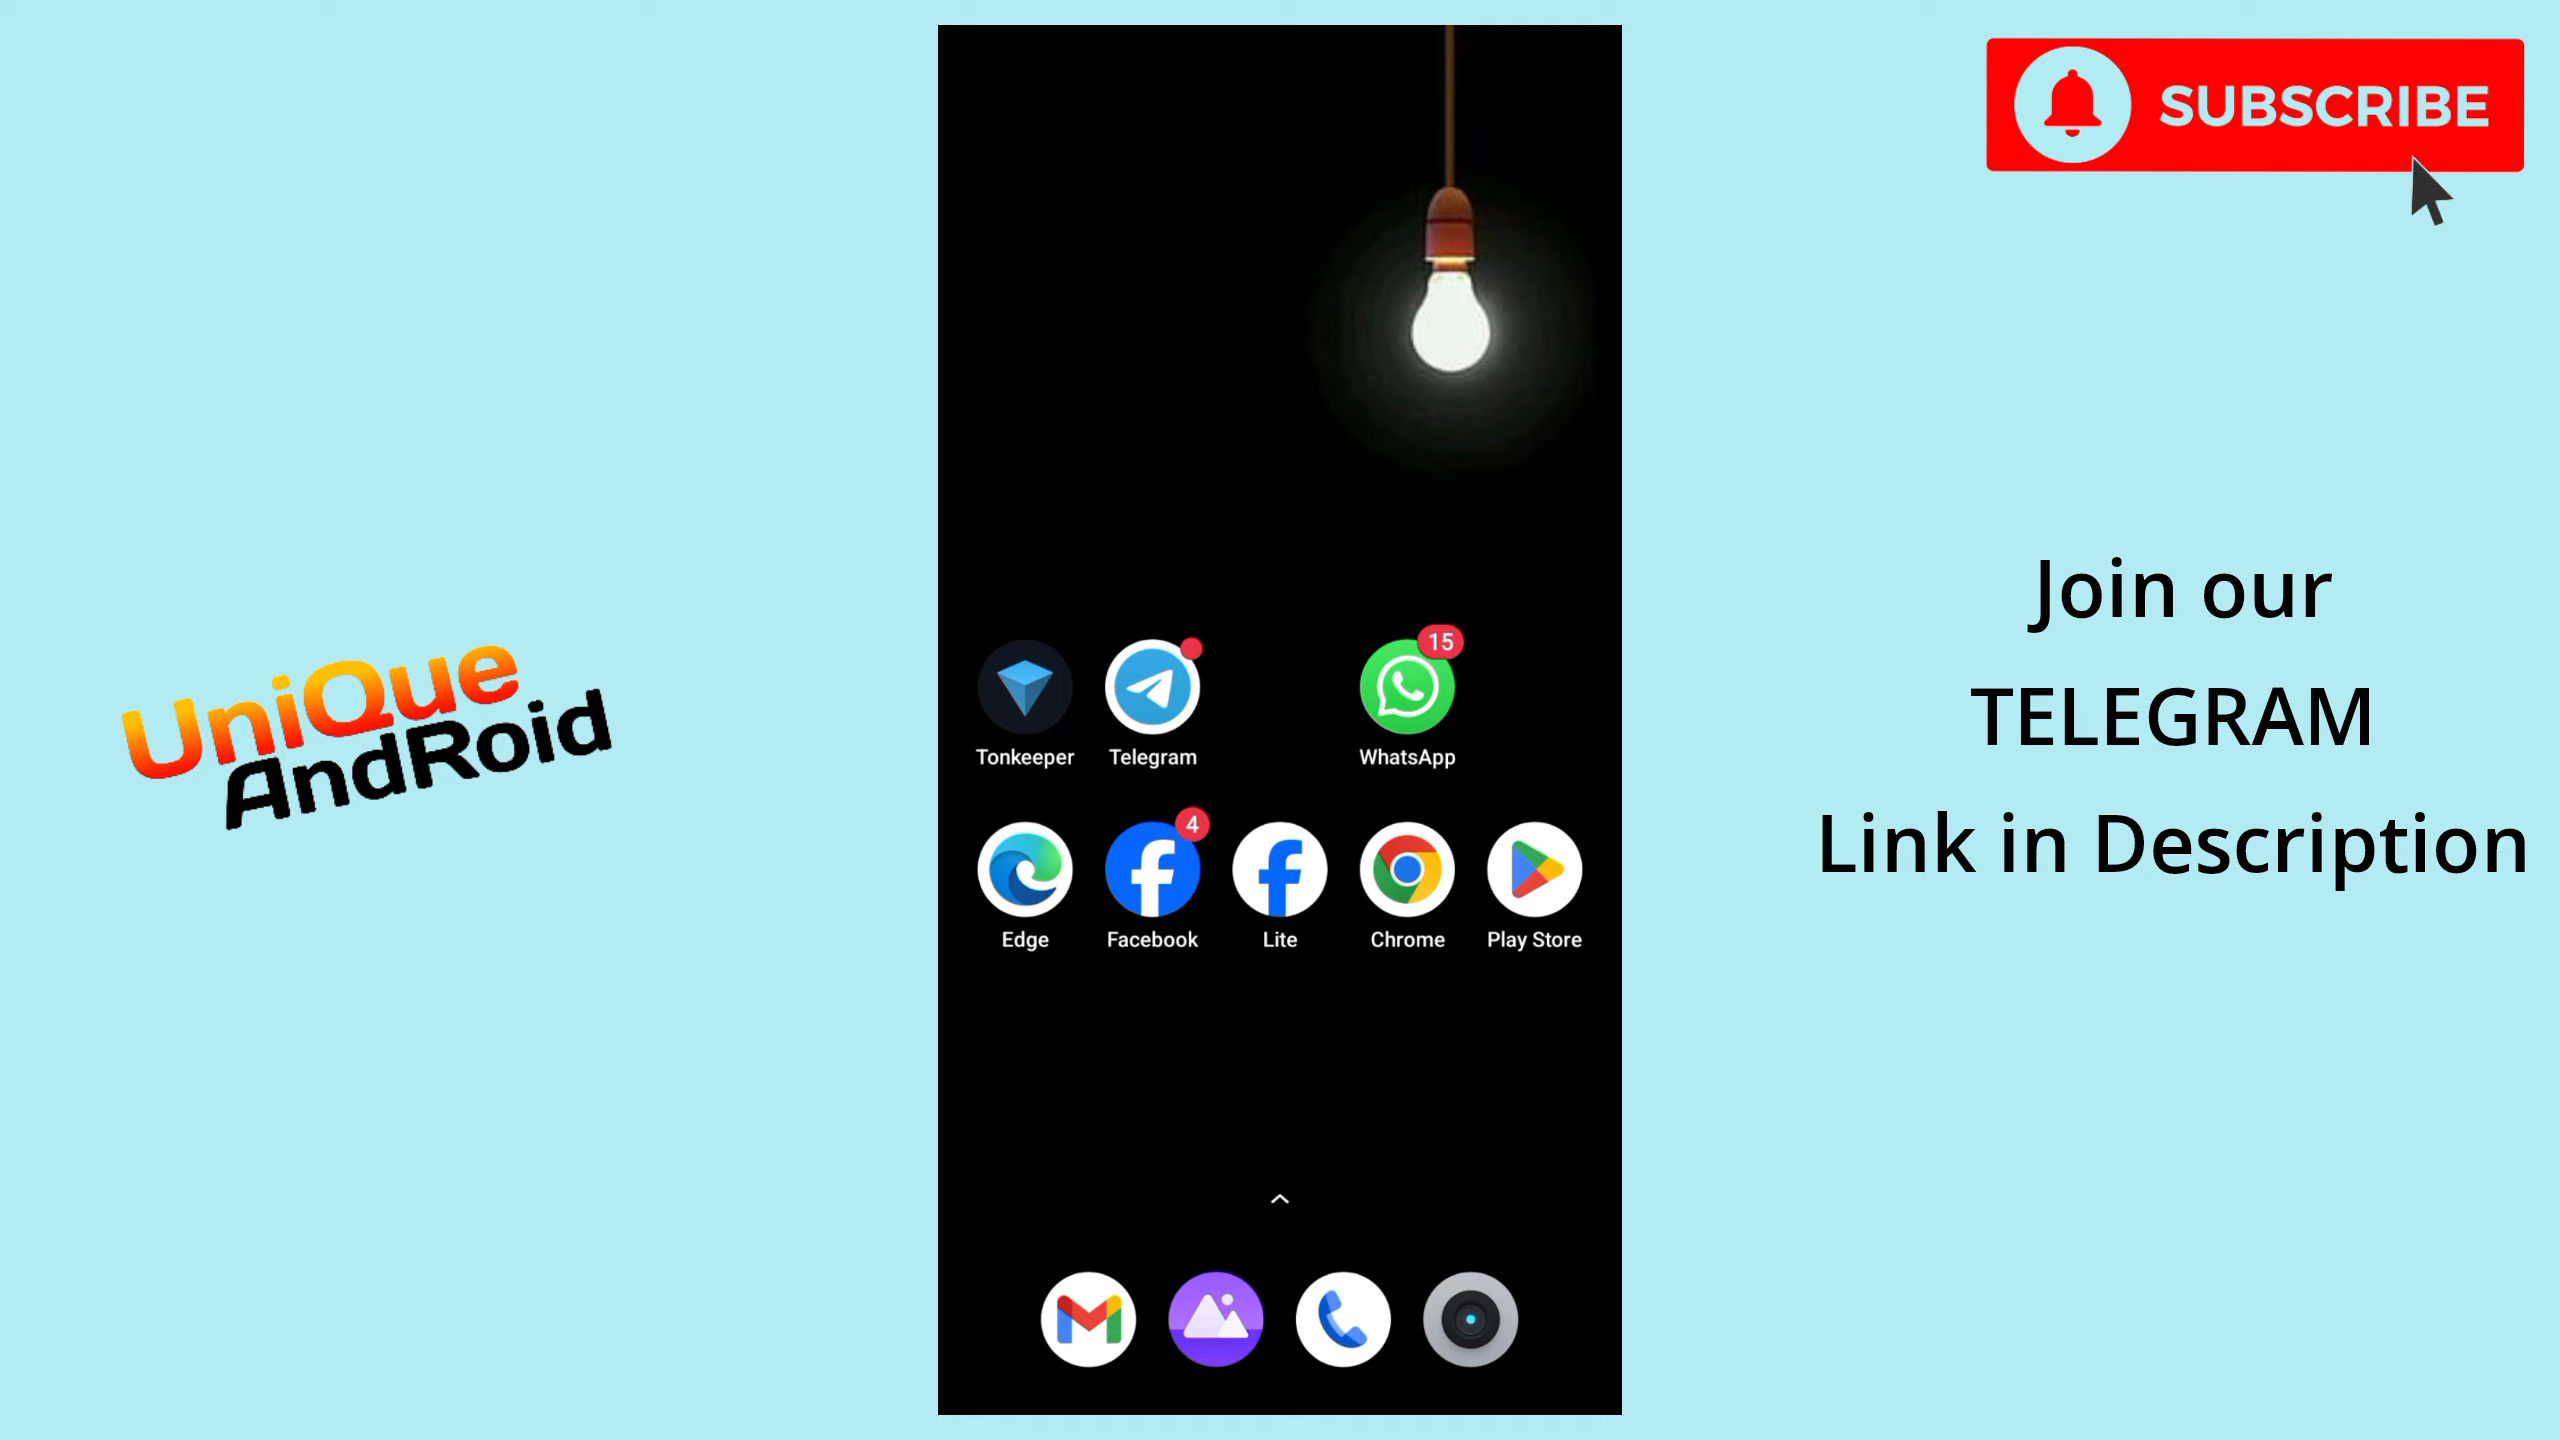 SUBSCRIBE
UniQue
AndRoid
Join our
TELEGRAM
Link in Description
15
Tonkeeper
Telegram
WhatsApp
4
Edge
Facebook
Lite
Chrome
Play Store